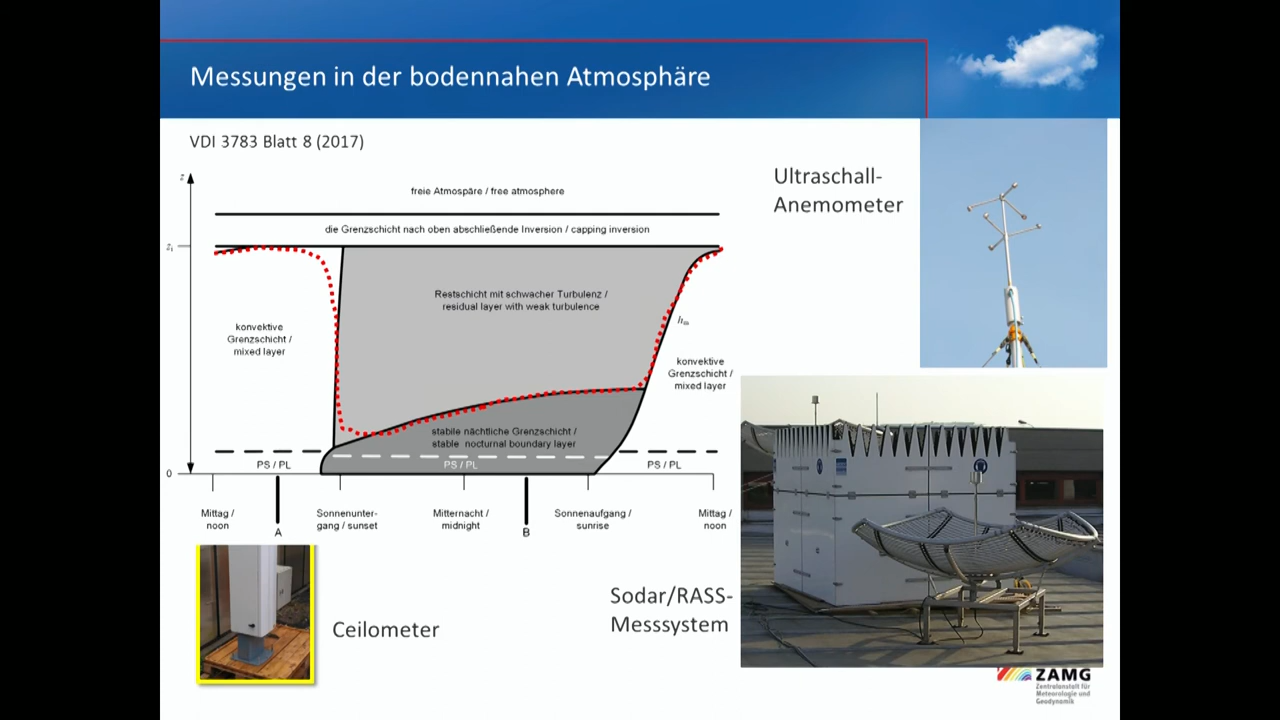 Messungen in der bodennahen Atmosphäre
VDI 3783 Blatt 8 (2017)
z
freie Atmospäre / free atmosphere
die Grenzschicht nach oben abschließende Inversion / capping inversion
zᵢ
Restschicht mit schwacher Turbulenz /
residual layer with weak turbulence
hₘ
konvektive
Grenzschicht /
mixed layer
konvektive
Grenzschicht /
mixed layer
stabile nächtliche Grenzschicht /
stable nocturnal boundary layer
PS / PL
PS / PL
PS / PL
0
Mittag /
noon
A
Sonnenunter-
gang / sunset
Mitternacht /
midnight
B
Sonnenaufgang /
sunrise
Mittag /
noon
Ultraschall-
Anemometer
Ceilometer
Sodar/RASS-
Messsystem
ZAMG
Zentralanstalt für
Meteorologie und
Geodynamik